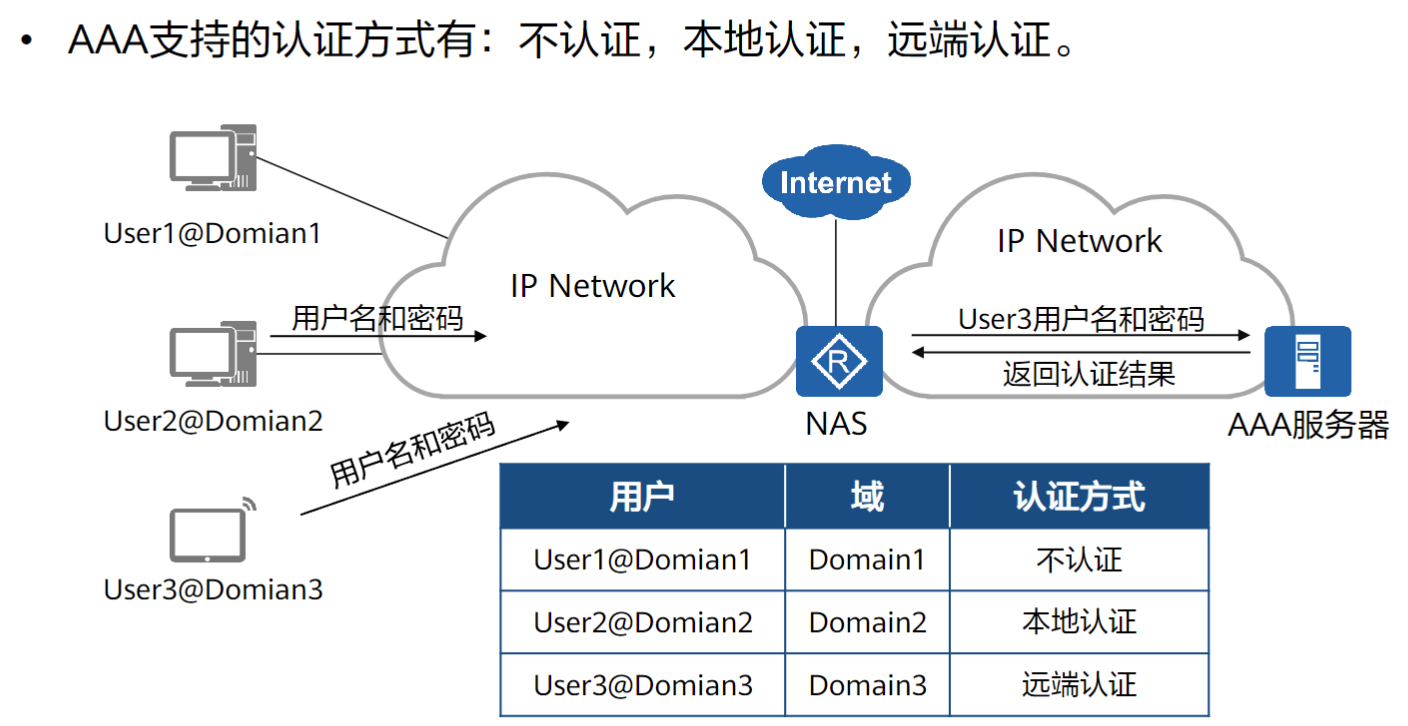 • AAA支持的认证方式有：不认证，本地认证，远端认证。
Internet
User1@Domian1
IP Network
IP Network
用户名和密码
User3用户名和密码
返回认证结果
R
User2@Domian2
NAS
AAA服务器
用户名和密码
User3@Domian3
用户 域 认证方式
User1@Domian1 Domain1 不认证
User2@Domian2 Domain2 本地认证
User3@Domian3 Domain3 远端认证